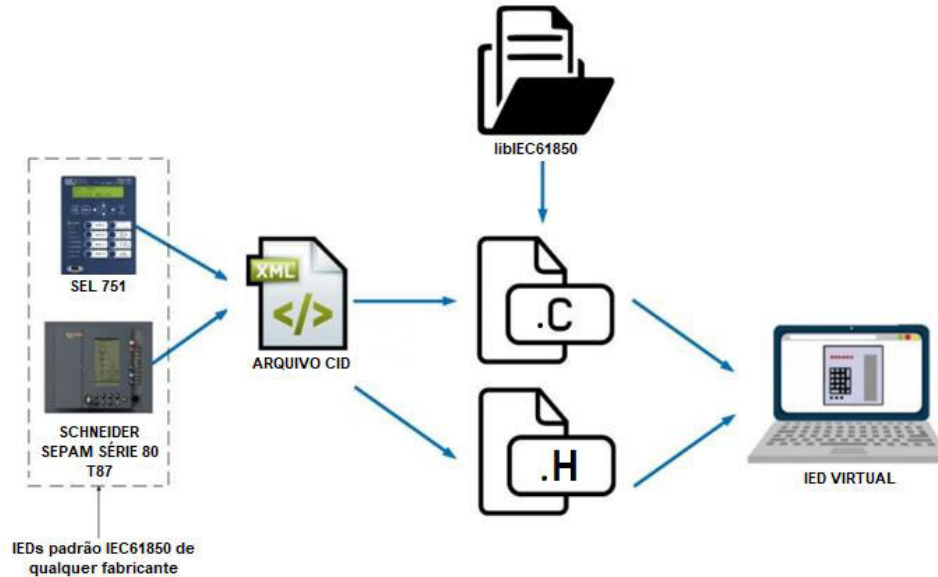 libIEC61850
SEL 751
XML
</>
ARQUIVO CID
.C
SCHNEIDER
SEPAM SÉRIE 80
T87
.H
IED VIRTUAL
IEDs padrão IEC61850 de
qualquer fabricante